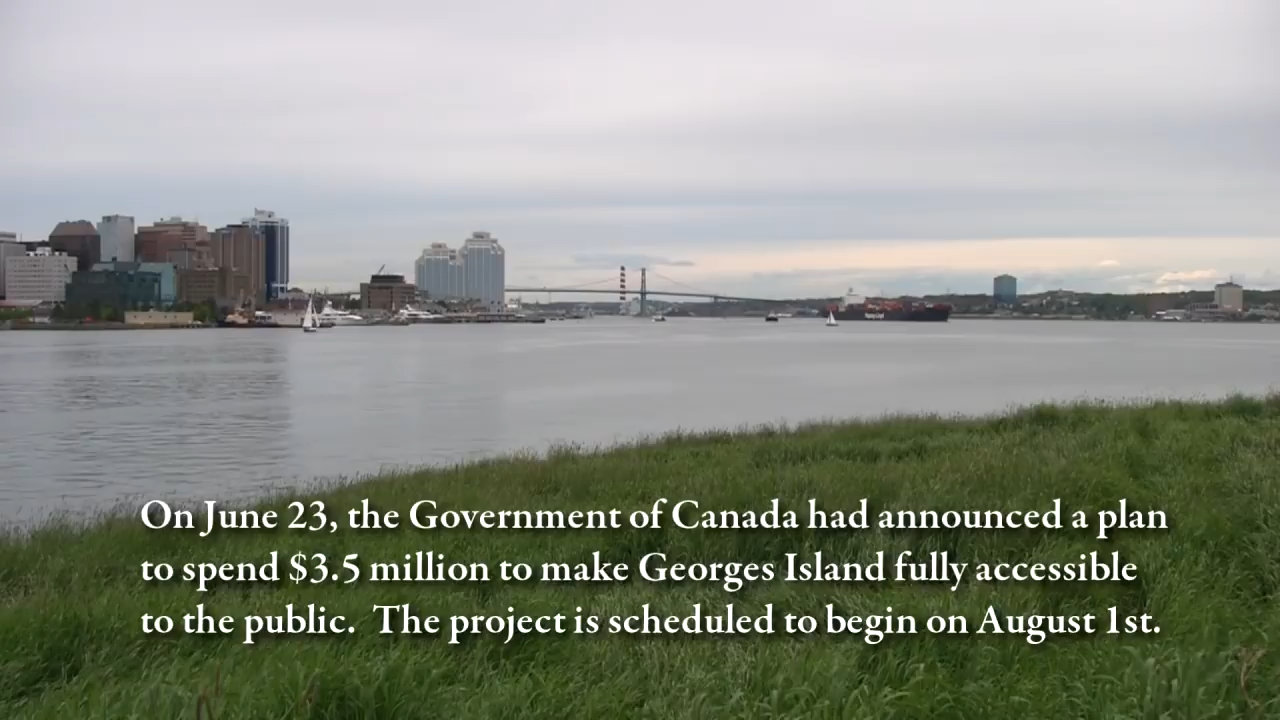 On June 23, the Government of Canada had announced a plan
to spend $3.5 million to make Georges Island fully accessible
to the public.  The project is scheduled to begin on August 1st.